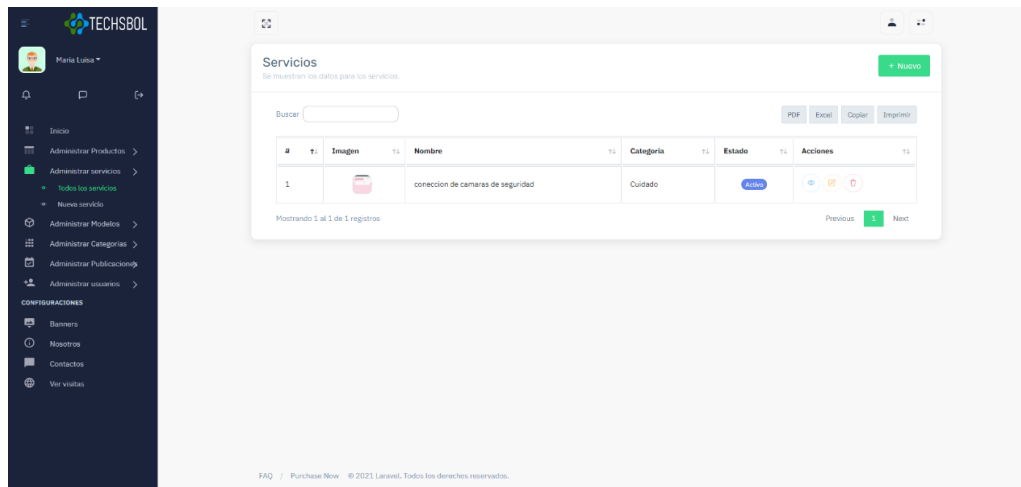 TECHSBOL
Maria Luisa
Inicio
Administrar Productos
Administrar servicios
Todos los servicios
Nuevo servicio
Administrar Modelos
Administrar Categorias
Administrar Publicaciones
Administrar usuarios
CONFIGURACIONES
Banners
Nosotros
Contactos
Ver visitas
Servicios
Se muestran los datos para los servicios.
+ Nuevo
Buscar
PDF Excel Copiar Imprimir
# Imagen Nombre Categoria Estado Acciones
1 coneccion de camaras de seguridad Cuidado Activo
Mostrando 1 al 1 de 1 registros
Previous 1 Next
FAQ / Purchase Now © 2021 Laravel. Todos los derechos reservados.